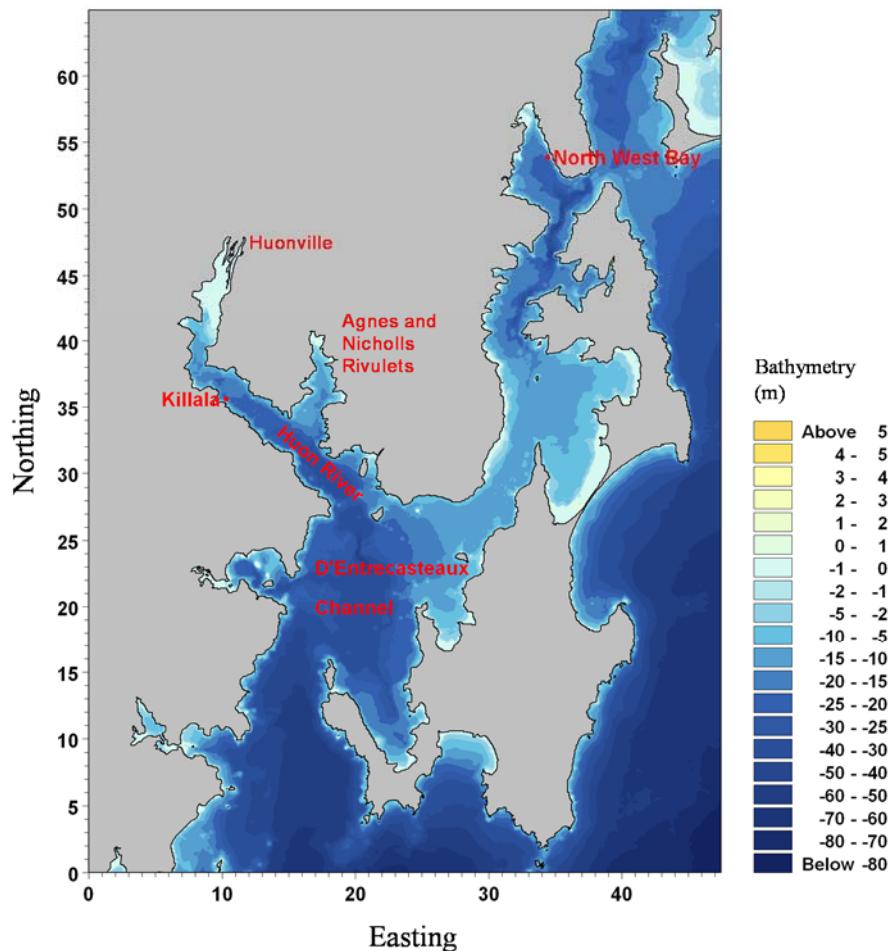 65
60
55
50
45
40
35
30
25
20
15
10
5
0
Northing
0
10
20
30
40
Easting
North West Bay
Huonville
Agnes and
Nicholls
Rivulets
Killala
Huon River
D'Entrecasteaux
Channel
Bathymetry
(m)
Above 5
4 - 5
3 - 4
2 - 3
1 - 2
0 - 1
-1 - 0
-2 - -1
-5 - -2
-10 - -5
-15 - -10
-20 - -15
-25 - -20
-30 - -25
-40 - -30
-50 - -40
-60 - -50
-70 - -60
-80 - -70
Below -80